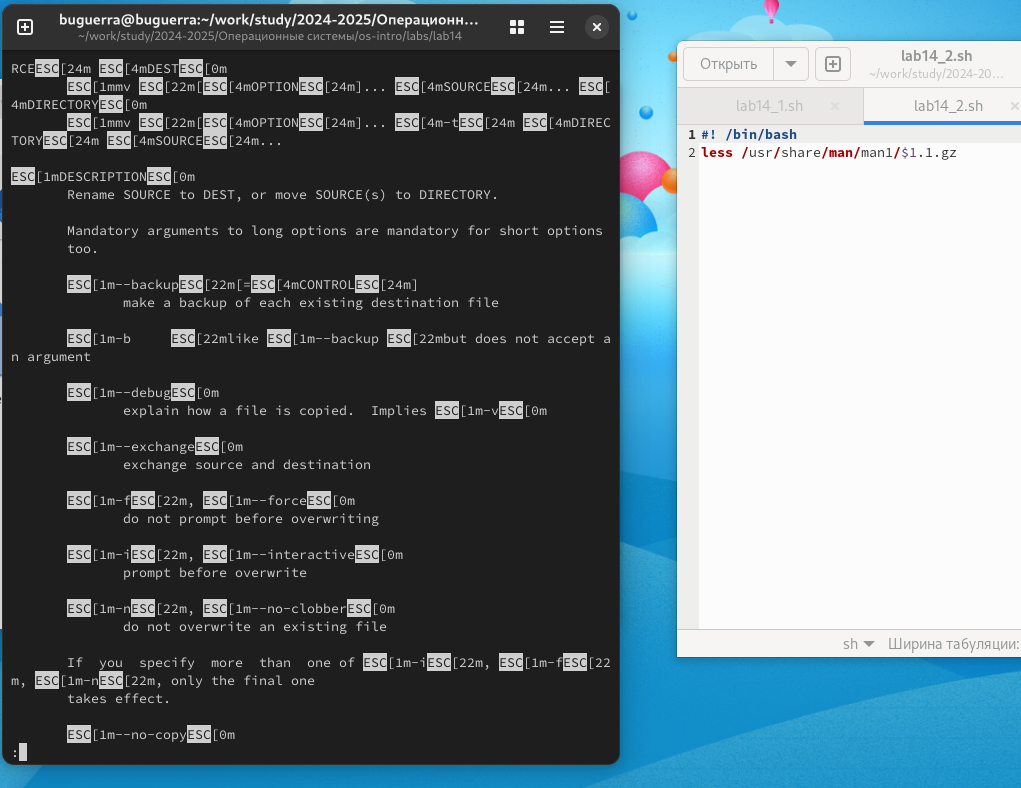 buguerra@buguerra:~/work/study/2024-2025/Операционн...
~/work/study/2024-2025/Операционные системы/os-intro/labs/lab14
RCEESC[24m ESC[4mDESTESC[0m
       ESC[1mmv ESC[22m[ESC[4mOPTIONESC[24m]... ESC[4mSOURCEESC[24m... ESC[
4mDIRECTORYESC[0m
       ESC[1mmv ESC[22m[ESC[4mOPTIONESC[24m]... ESC[4m-tESC[24m ESC[4mDIREC
TORYESC[24m ESC[4mSOURCEESC[24m...
ESC[1mDESCRIPTIONESC[0m
       Rename SOURCE to DEST, or move SOURCE(s) to DIRECTORY.
       Mandatory arguments to long options are mandatory for short options
       too.
       ESC[1m--backupESC[22m[=ESC[4mCONTROLESC[24m]
              make a backup of each existing destination file
       ESC[1m-b     ESC[22mlike ESC[1m--backup ESC[22mbut does not accept a
n argument
       ESC[1m--debugESC[0m
              explain how a file is copied.  Implies ESC[1m-vESC[0m
       ESC[1m--exchangeESC[0m
              exchange source and destination
       ESC[1m-fESC[22m, ESC[1m--forceESC[0m
              do not prompt before overwriting
       ESC[1m-iESC[22m, ESC[1m--interactiveESC[0m
              prompt before overwrite
       ESC[1m-nESC[22m, ESC[1m--no-clobberESC[0m
              do not overwrite an existing file
       If  you  specify  more  than  one of ESC[1m-iESC[22m, ESC[1m-fESC[22
m, ESC[1m-nESC[22m, only the final one
       takes effect.
       ESC[1m--no-copyESC[0m
:
Открыть
lab14_2.sh
~/work/study/2024-20...
lab14_1.sh
lab14_2.sh
1 #! /bin/bash
2 less /usr/share/man/man1/$1.1.gz
sh
Ширина табуляции: